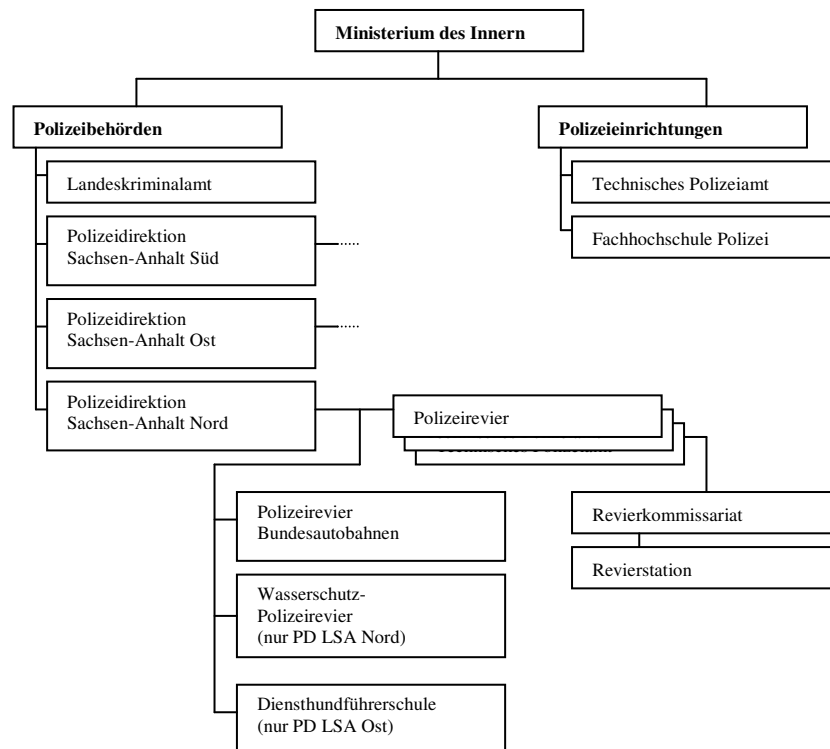 Ministerium des Innern
Polizeibehörden
Polizeieinrichtungen
Landeskriminalamt
Technisches Polizeiamt
Polizeidirektion
Sachsen-Anhalt Süd
.....
Fachhochschule Polizei
Polizeidirektion
Sachsen-Anhalt Ost
.....
Polizeidirektion
Sachsen-Anhalt Nord
Polizeirevier
Polizeirevier
Bundesautobahnen
Revierkommissariat
Revierstation
Wasserschutz-
Polizeirevier
(nur PD LSA Nord)
Diensthundführerschule
(nur PD LSA Ost)